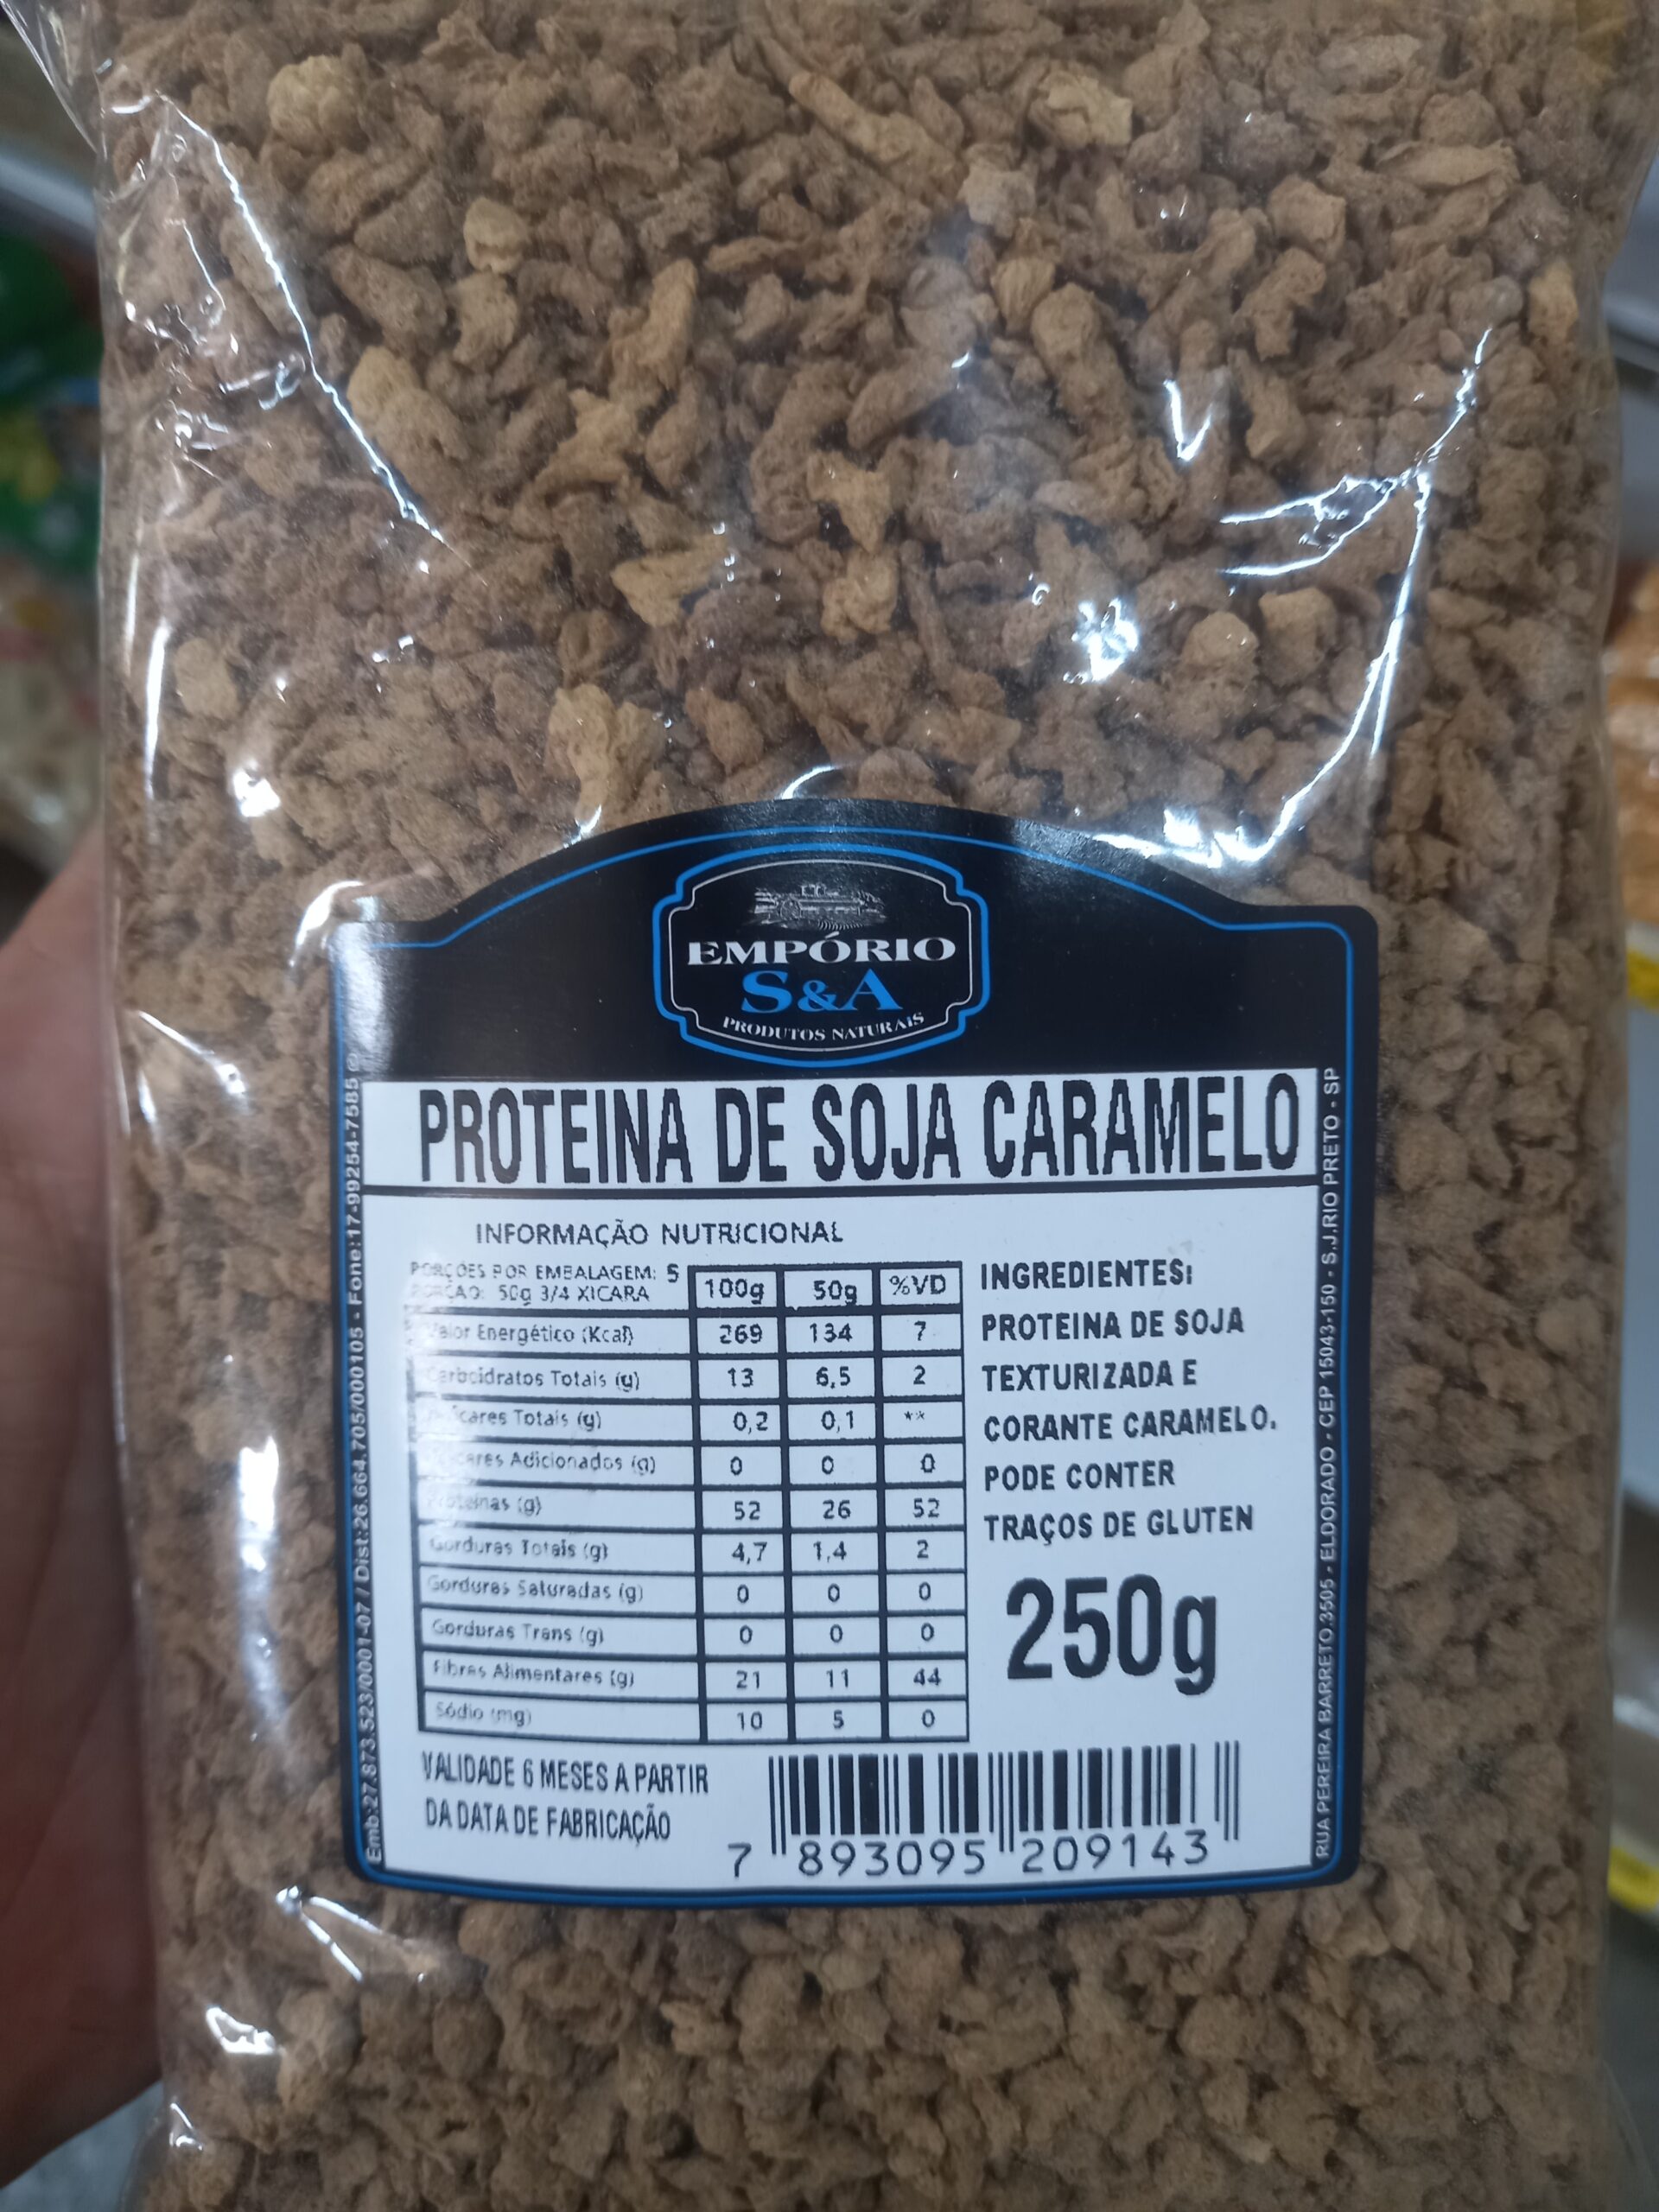 EMPÓRIO
S&A
PRODUTOS NATURAIS
PROTEINA DE SOJA CARAMELO
INFORMAÇÃO NUTRICIONAL
PORÇÕES POR EMBALAGEM: 5
PORÇÃO: 50g 3/4 XICARA
100g 50g %VD
Valor Energético (Kcal) 269 134 7
Carboidratos Totais (g) 13 6,5 2
Açúcares Totais (g) 0,2 0,1 **
Açúcares Adicionados (g) 0 0 0
Proteínas (g) 52 26 52
Gorduras Totais (g) 4,7 1,4 2
Gorduras Saturadas (g) 0 0 0
Gorduras Trans (g) 0 0 0
Fibras Alimentares (g) 21 11 44
Sódio (mg) 10 5 0
INGREDIENTES:
PROTEINA DE SOJA
TEXTURIZADA E
CORANTE CARAMELO.
PODE CONTER
TRAÇOS DE GLUTEN
250g
VALIDADE 6 MESES A PARTIR
DA DATA DE FABRICAÇÃO
7 893095 209143
Emb:27.873.523/0001-07 / Dist:26.664.705/000105 - Fone:17-99254-7585
RUA PEREIRA BARRETO,3505 - ELDORADO - CEP 15043-150 - S.J.RIO PRETO - SP